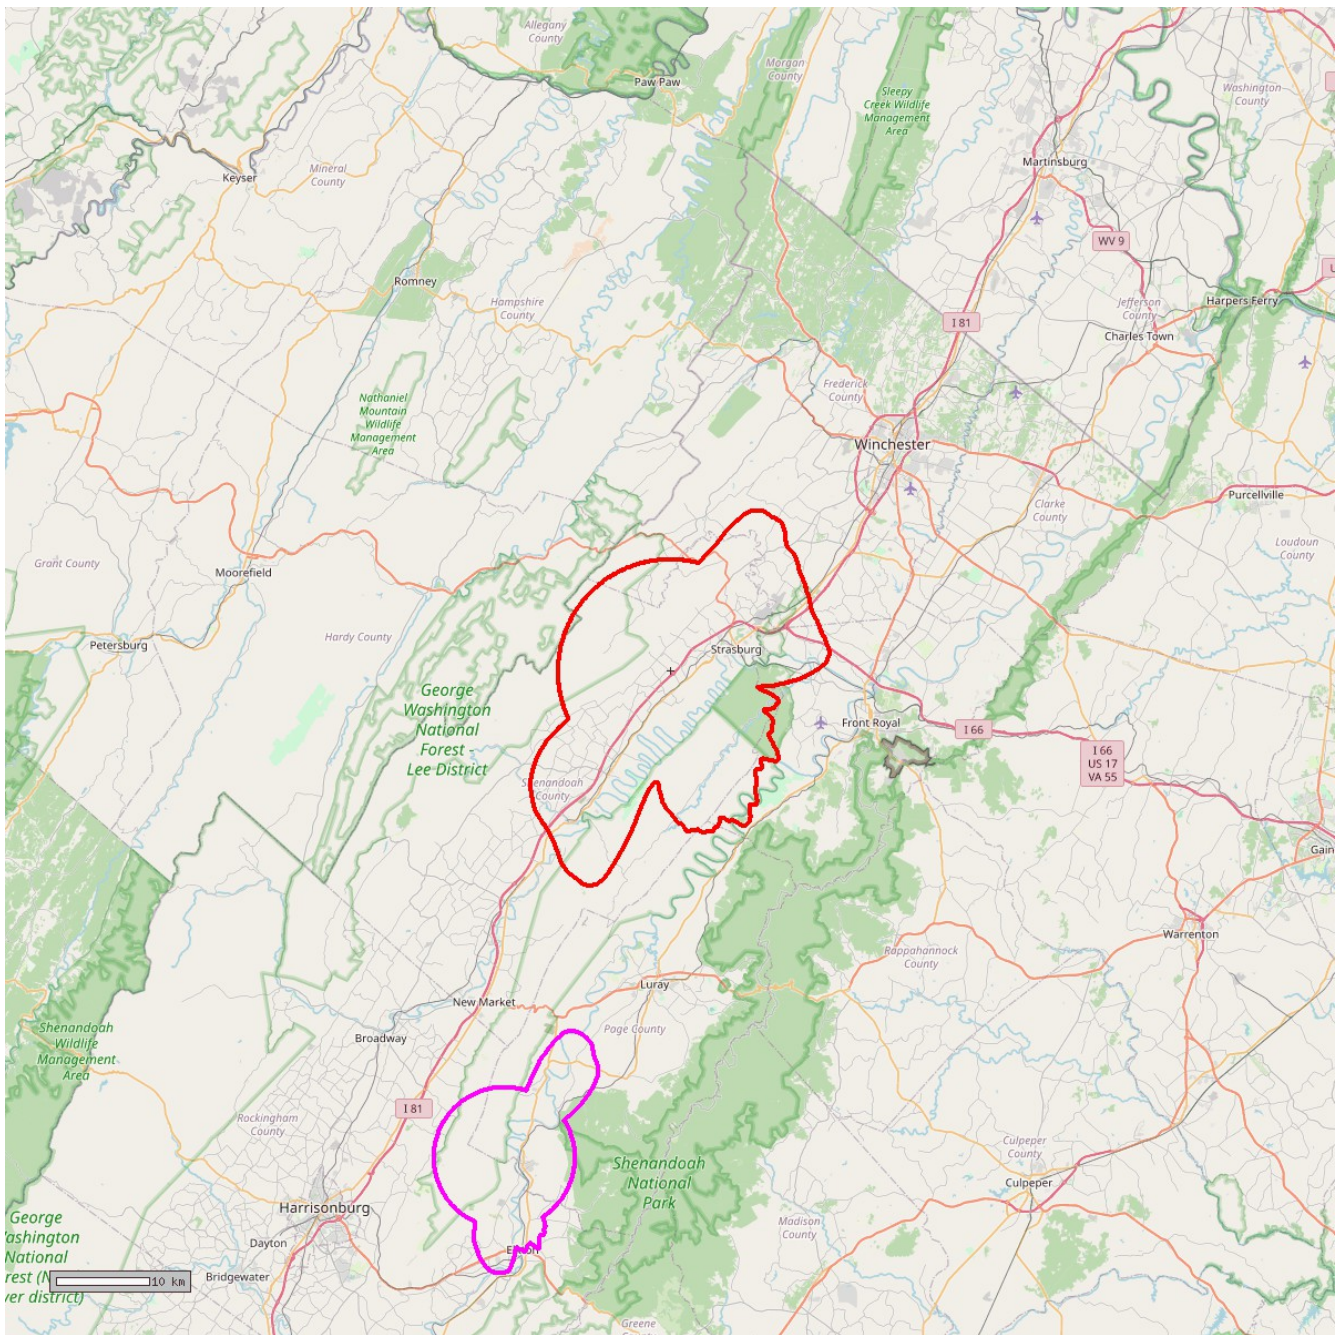 Allegany
County
Paw Paw
Morgan
County
Sleepy
Creek Wildlife
Management
Area
Washington
County
Keyser
Mineral
County
Martinsburg
WV 9
Romney
Hampshire
County
Jefferson
County
Harpers Ferry
I 81
Charles Town
Nathaniel
Mountain
Wildlife
Management
Area
Frederick
County
Winchester
Purcellville
Clarke
County
Loudoun
County
Grant County
Moorefield
Hardy County
Petersburg
Strasburg
George
Washington
National
Forest -
Lee District
Front Royal
I 66
I 66
US 17
VA 55
Shenandoah
County
Gain
Warrenton
Rappahannock
County
Luray
New Market
Page County
Broadway
Shenandoah
Wildlife
Management
Area
I 81
Rockingham
County
Culpeper
County
Culpeper
Shenandoah
National
Park
Harrisonburg
Madison
County
George
ashington
National
rest (N
ver district)
Dayton
Elkton
Bridgewater
10 km
Greene